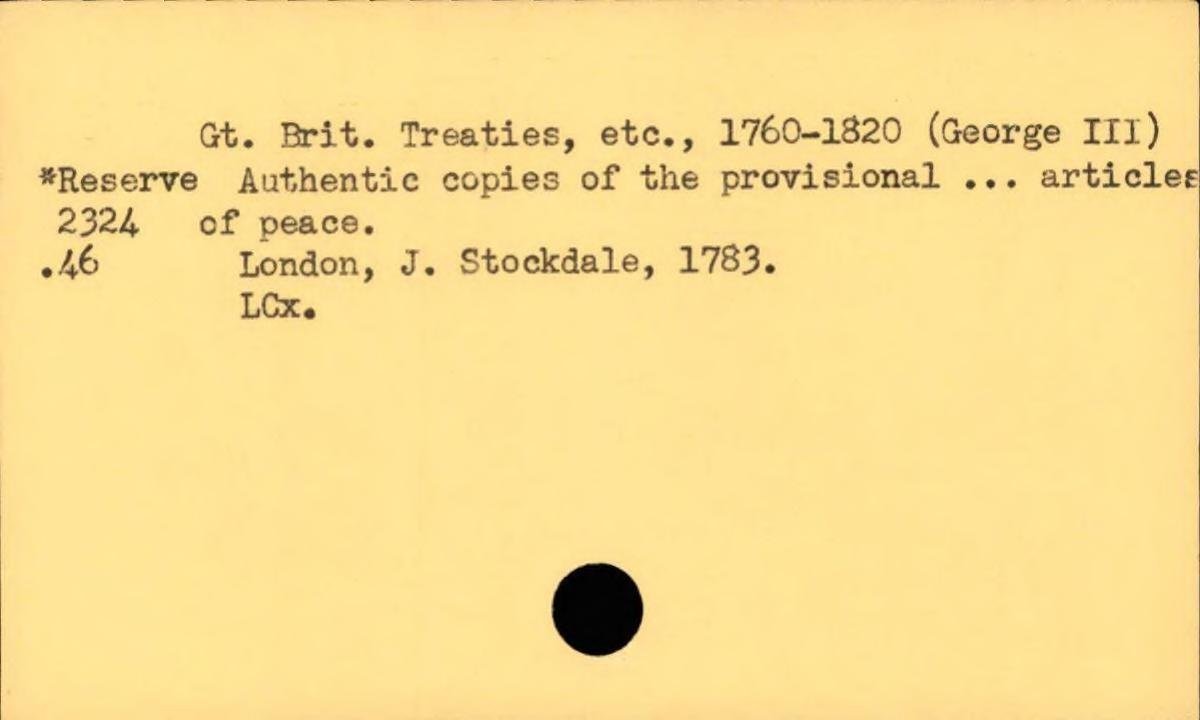 Gt. Brit. Treaties, etc., 1760-1820 (George III)
*Reserve Authentic copies of the provisional ... articles
2324 of peace.
.46 London, J. Stockdale, 1783.
LCx.